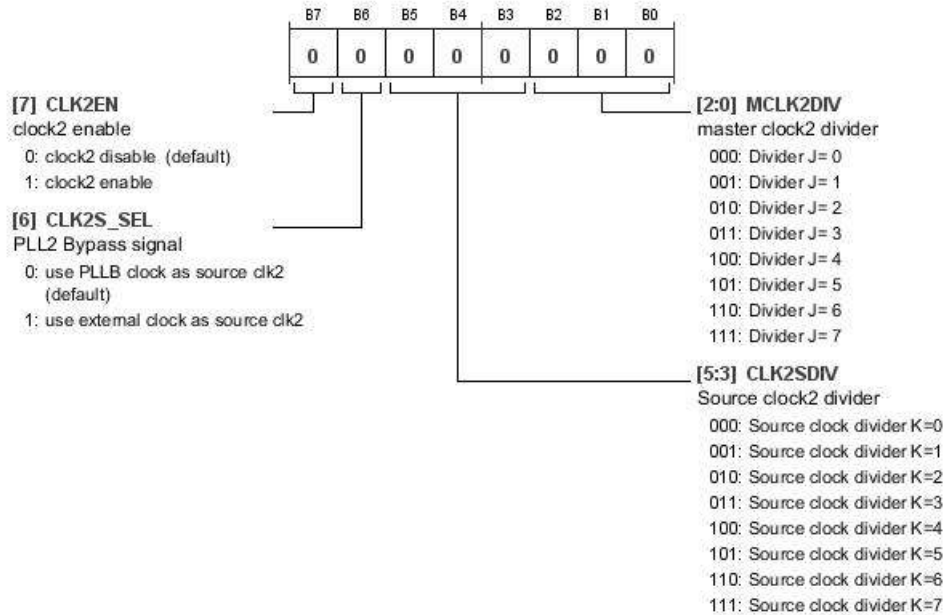 B7 B6 B5 B4 B3 B2 B1 B0
0 0 0 0 0 0 0 0
[7] CLK2EN
clock2 enable
0: clock2 disable (default)
1: clock2 enable
[6] CLK2S_SEL
PLL2 Bypass signal
0: use PLLB clock as source clk2
(default)
1: use external clock as source clk2
[2:0] MCLK2DIV
master clock2 divider
000: Divider J= 0
001: Divider J= 1
010: Divider J= 2
011: Divider J= 3
100: Divider J= 4
101: Divider J= 5
110: Divider J= 6
111: Divider J= 7
[5:3] CLK2SDIV
Source clock2 divider
000: Source clock divider K=0
001: Source clock divider K=1
010: Source clock divider K=2
011: Source clock divider K=3
100: Source clock divider K=4
101: Source clock divider K=5
110: Source clock divider K=6
111: Source clock divider K=7